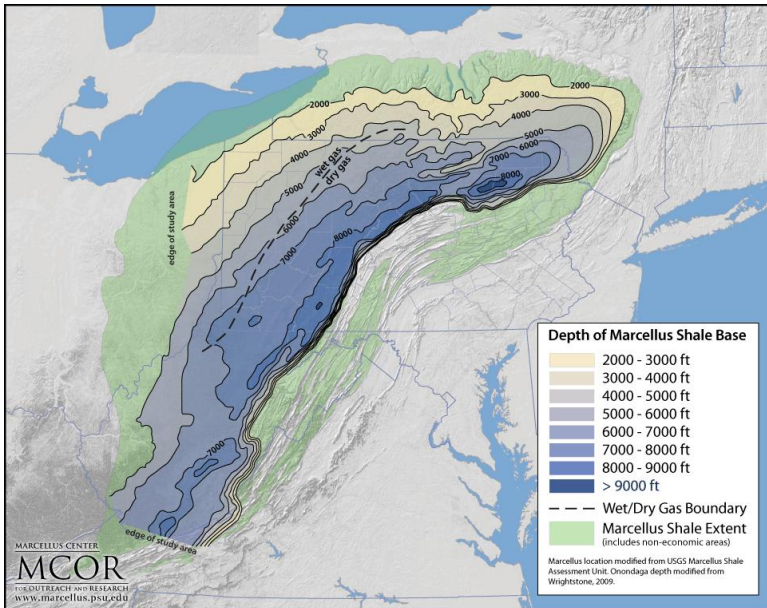 2000
2000
3000
3000
4000
4000
5000
5000
6000
6000
7000
7000
8000
8000
7000
wet gas
dry gas
edge of study area
edge of study area
Depth of Marcellus Shale Base
2000 - 3000 ft
3000 - 4000 ft
4000 - 5000 ft
5000 - 6000 ft
6000 - 7000 ft
7000 - 8000 ft
8000 - 9000 ft
> 9000 ft
Wet/Dry Gas Boundary
Marcellus Shale Extent
(includes non-economic areas)
Marcellus location modified from USGS Marcellus Shale
Assessment Unit. Onondaga depth modified from
Wrightstone, 2009.
MARCELLUS CENTER
MCOR
FOR OUTREACH AND RESEARCH
www.marcellus.psu.edu